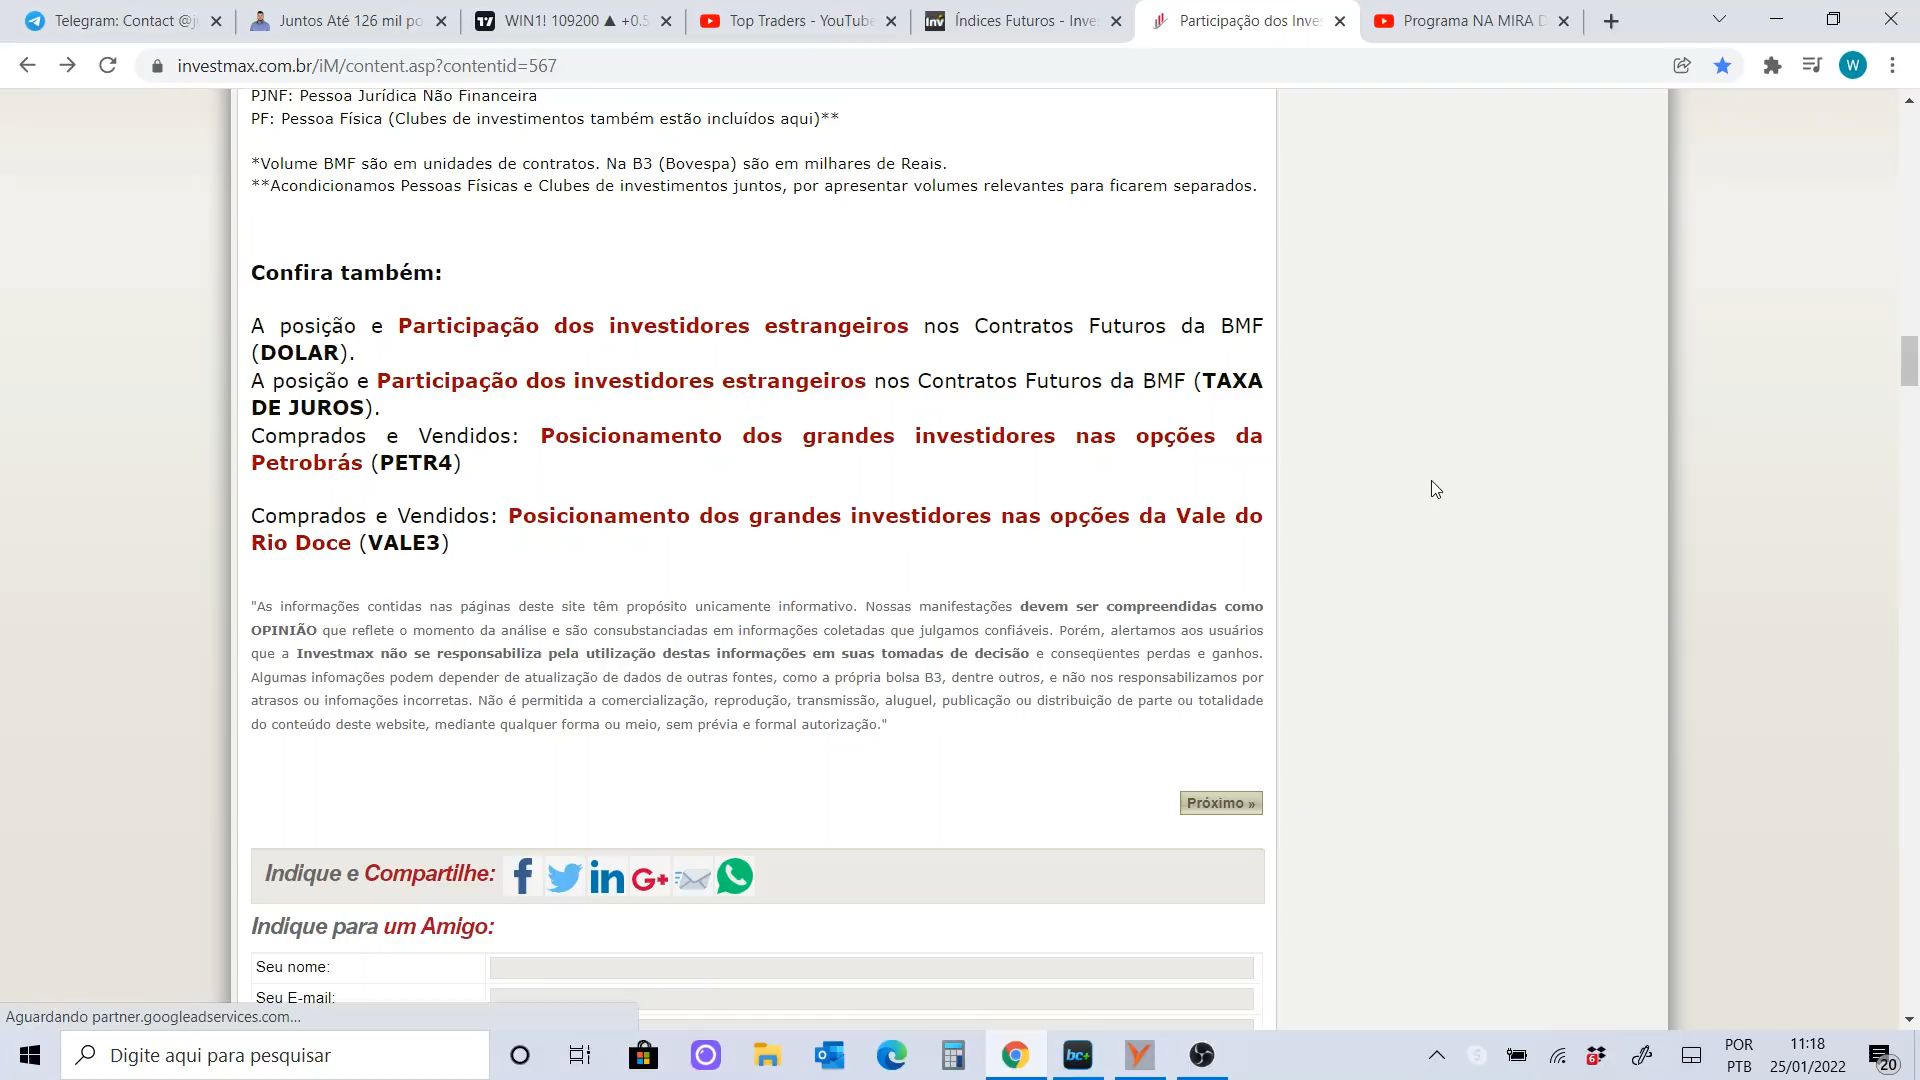 Telegram: Contact @j
Juntos Até 126 mil po
WIN1! 109200 ▲ +0.5
Top Traders - YouTube
Índices Futuros - Inve
Participação dos Inve
Programa NA MIRA D
investmax.com.br/iM/content.asp?contentid=567
W
PJNF: Pessoa Jurídica Não Financeira
PF: Pessoa Física (Clubes de investimentos também estão incluídos aqui)**
*Volume BMF são em unidades de contratos. Na B3 (Bovespa) são em milhares de Reais.
**Acondicionamos Pessoas Físicas e Clubes de investimentos juntos, por apresentar volumes relevantes para ficarem separados.
Confira também:
A posição e Participação dos investidores estrangeiros nos Contratos Futuros da BMF
(DOLAR).
A posição e Participação dos investidores estrangeiros nos Contratos Futuros da BMF (TAXA
DE JUROS).
Comprados e Vendidos: Posicionamento dos grandes investidores nas opções da
Petrobrás (PETR4)
Comprados e Vendidos: Posicionamento dos grandes investidores nas opções da Vale do
Rio Doce (VALE3)
"As informações contidas nas páginas deste site têm propósito unicamente informativo. Nossas manifestações devem ser compreendidas como
OPINIÃO que reflete o momento da análise e são consubstanciadas em informações coletadas que julgamos confiáveis. Porém, alertamos aos usuários
que a Investmax não se responsabiliza pela utilização destas informações em suas tomadas de decisão e conseqüentes perdas e ganhos.
Algumas infomações podem depender de atualização de dados de outras fontes, como a própria bolsa B3, dentre outros, e não nos responsabilizamos por
atrasos ou infomações incorretas. Não é permitida a comercialização, reprodução, transmissão, aluguel, publicação ou distribuição de parte ou totalidade
do conteúdo deste website, mediante qualquer forma ou meio, sem prévia e formal autorização."
Próximo »
Indique e Compartilhe:
Indique para um Amigo:
Seu nome:
Seu E-mail:
Aguardando partner.googleadservices.com...
Digite aqui para pesquisar
bc+
6
POR
PTB
11:18
25/01/2022
20